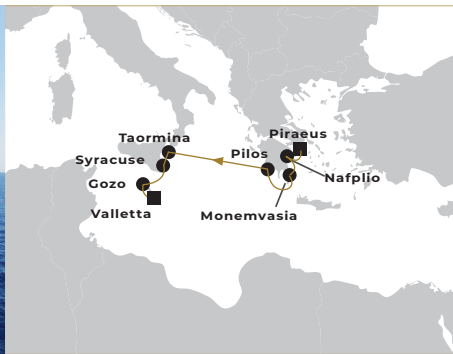 Taormina
Piraeus
Syracuse
Pilos
Gozo
Nafplio
Valletta
Monemvasia